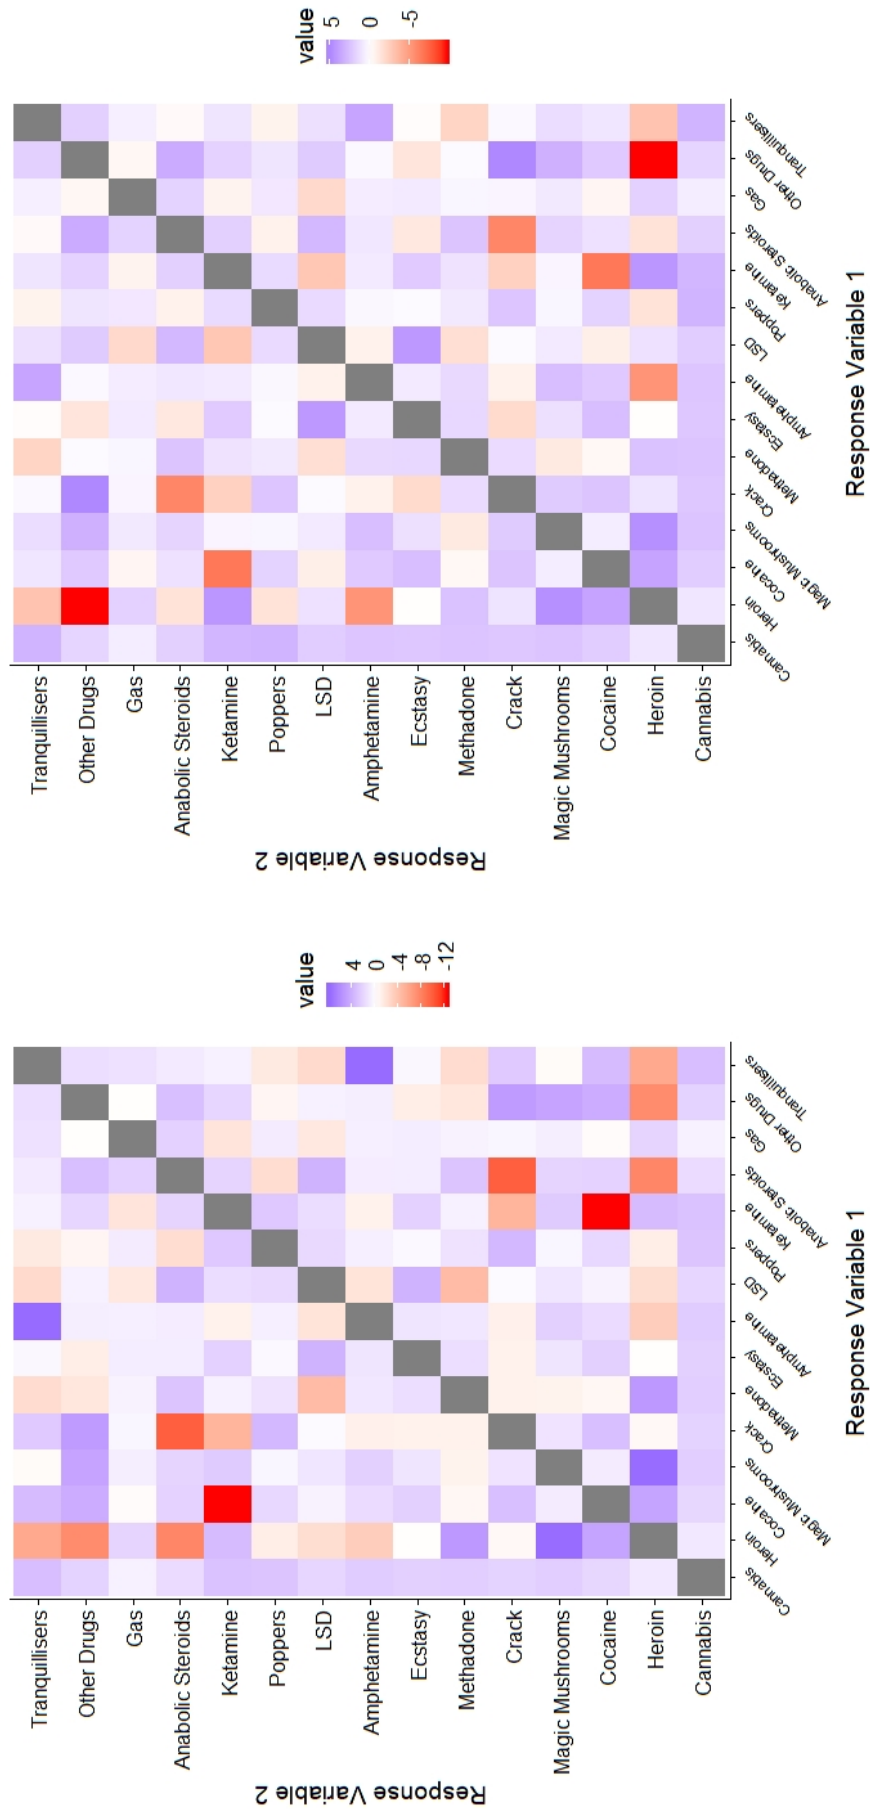 value
5
0
-5
Tranquillisers
Other Drugs
Gas
Anabolic Steroids
Ketamine
Poppers
LSD
Amphetamine
Ecstasy
Methadone
Crack
Magic Mushrooms
Cocaine
Heroin
Cannabis
Response Variable 2
Tranquillisers
Other Drugs
Gas
Anabolic Steroids
Ketamine
Poppers
LSD
Amphetamine
Ecstasy
Methadone
Crack
Magic Mushrooms
Cocaine
Heroin
Cannabis
Response Variable 1
value
4
0
-4
-8
-12
Tranquillisers
Other Drugs
Gas
Anabolic Steroids
Ketamine
Poppers
LSD
Amphetamine
Ecstasy
Methadone
Crack
Magic Mushrooms
Cocaine
Heroin
Cannabis
Response Variable 2
Tranquillisers
Other Drugs
Gas
Anabolic Steroids
Ketamine
Poppers
LSD
Amphetamine
Ecstasy
Methadone
Crack
Magic Mushrooms
Cocaine
Heroin
Cannabis
Response Variable 1